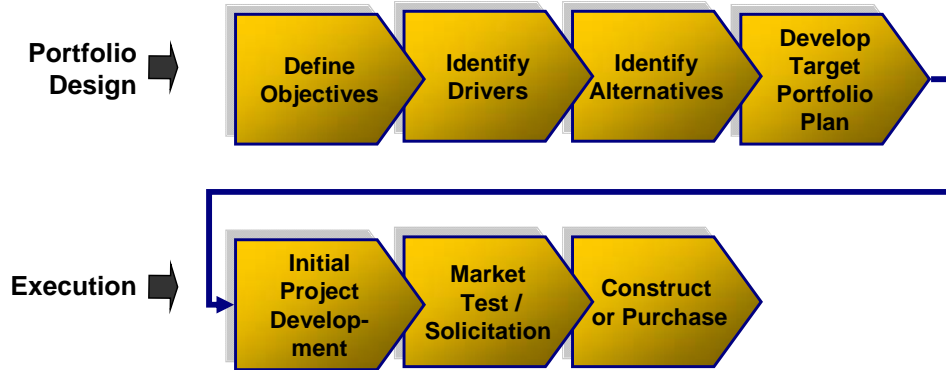 Portfolio
Design
Define
Objectives
Identify
Drivers
Identify
Alternatives
Develop
Target
Portfolio
Plan
Execution
Initial
Project
Develop-
ment
Market
Test /
Solicitation
Construct
or Purchase